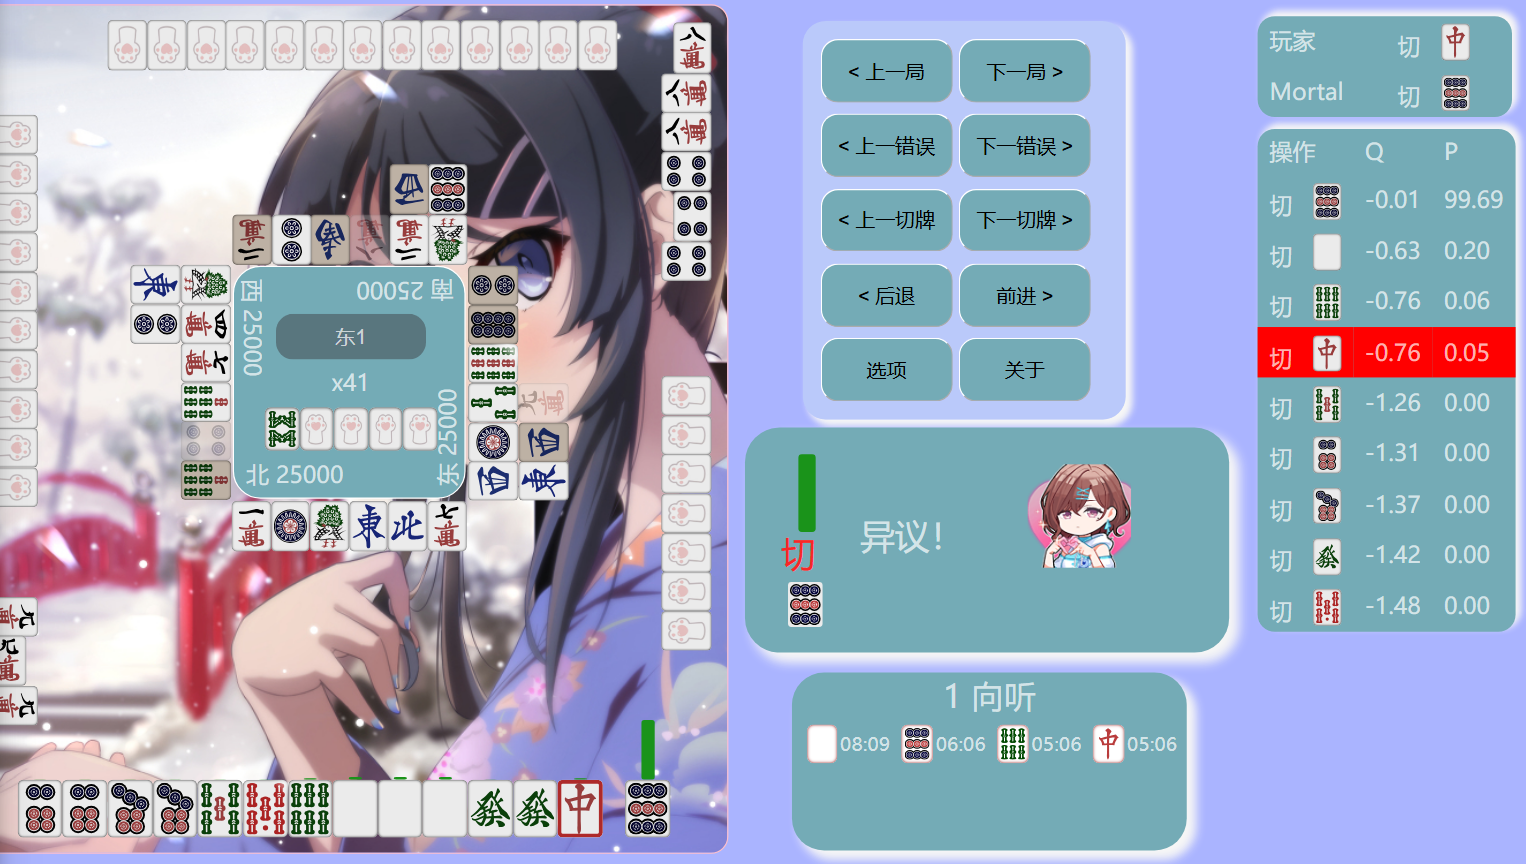 南 25000
西 25000
东1
x41
东 25000
北 25000
< 上一局
下一局 >
< 上一错误
下一错误 >
< 上一切牌
下一切牌 >
< 后退
前进 >
选项
关于
切
异议！
1 向听
08:09
06:06
05:06
05:06
玩家 切 中
Mortal 切
操作 Q P
切 -0.01 99.69
切 -0.63 0.20
切 -0.76 0.06
切 中 -0.76 0.05
切 -1.26 0.00
切 -1.31 0.00
切 -1.37 0.00
切 發 -1.42 0.00
切 -1.48 0.00